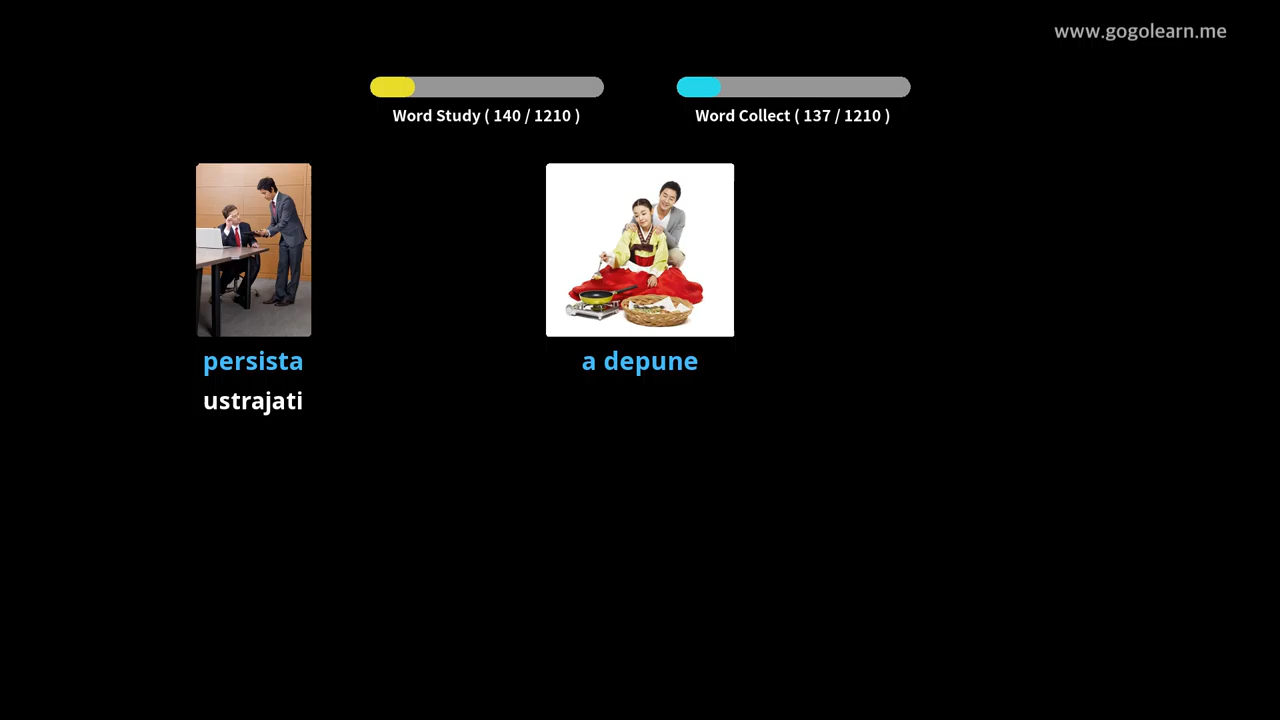 www.gogolearn.me
Word Study ( 140 / 1210 )
Word Collect ( 137 / 1210 )
persista
a depune
ustrajati